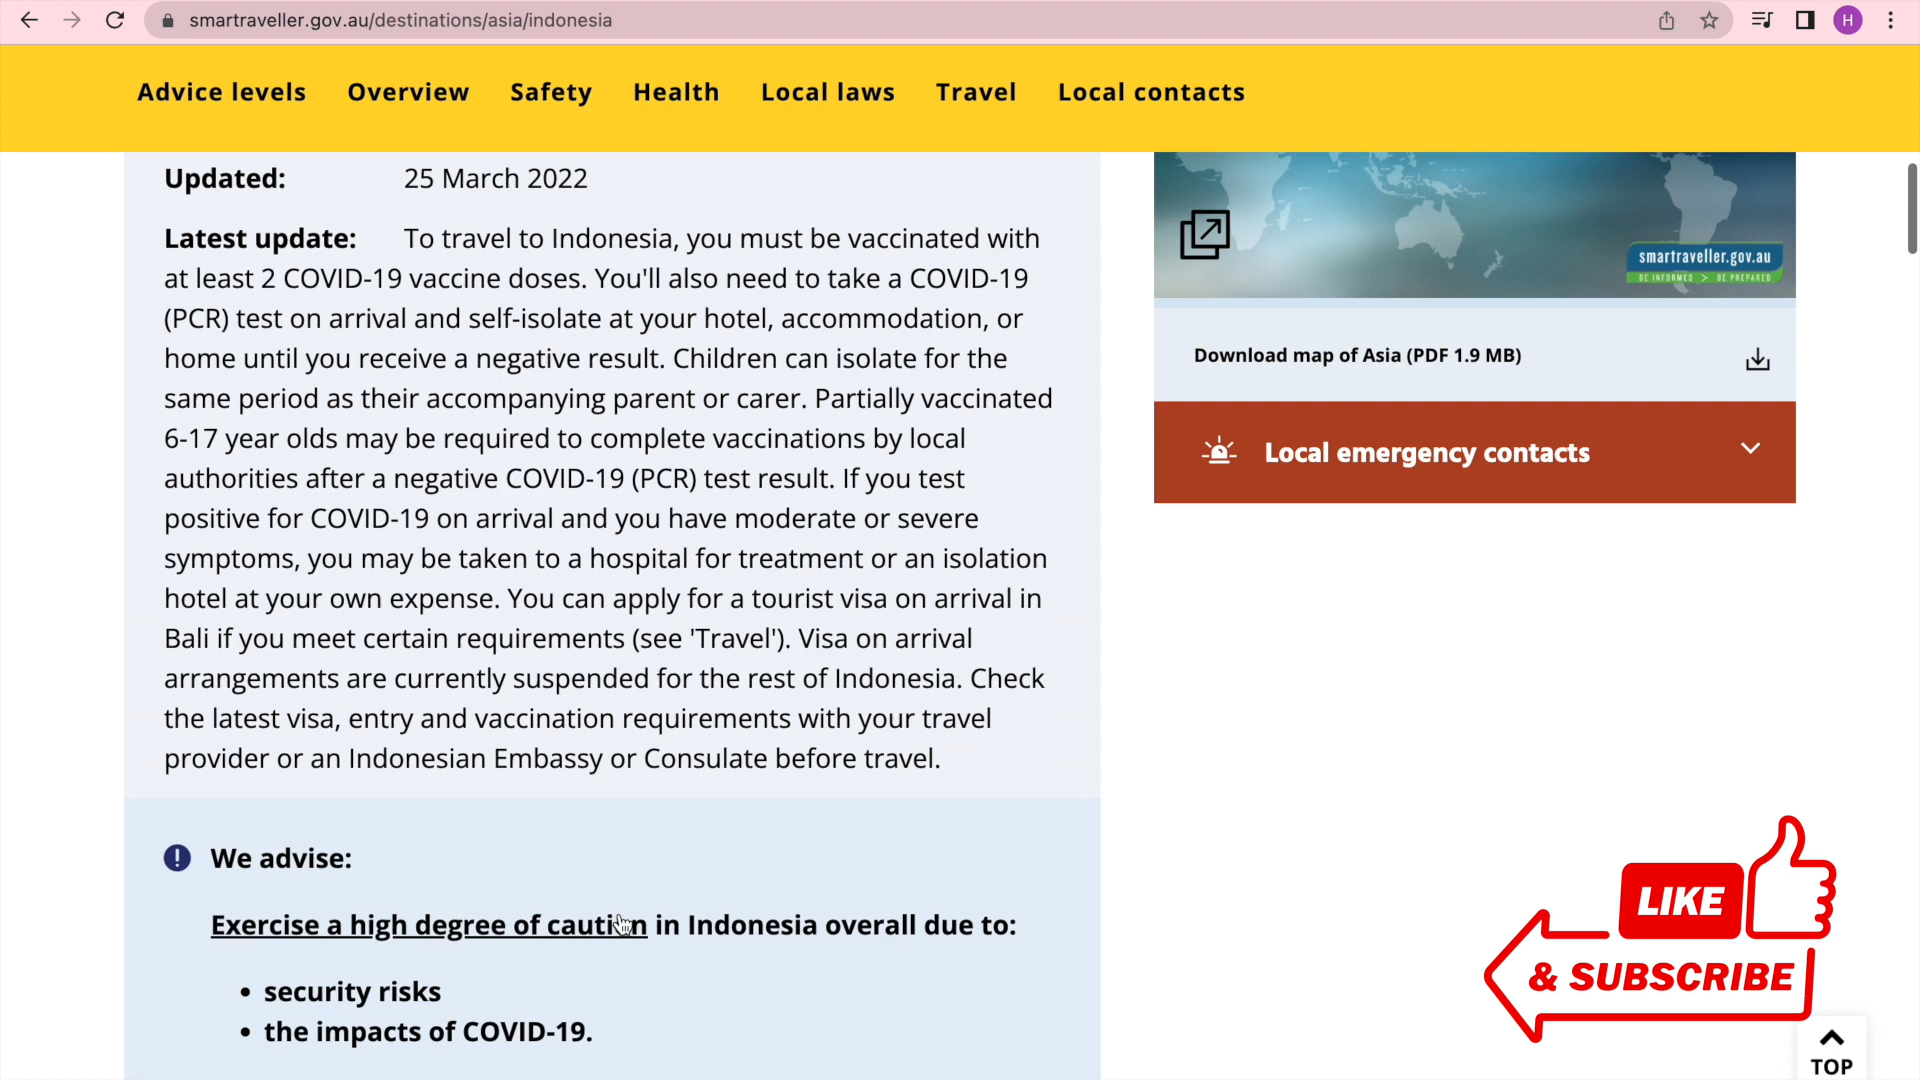 smartraveller.gov.au/destinations/asia/indonesia
H
Advice levels Overview Safety Health Local laws Travel Local contacts
Updated: 25 March 2022
Latest update: To travel to Indonesia, you must be vaccinated with
at least 2 COVID-19 vaccine doses. You'll also need to take a COVID-19
(PCR) test on arrival and self-isolate at your hotel, accommodation, or
home until you receive a negative result. Children can isolate for the
same period as their accompanying parent or carer. Partially vaccinated
6-17 year olds may be required to complete vaccinations by local
authorities after a negative COVID-19 (PCR) test result. If you test
positive for COVID-19 on arrival and you have moderate or severe
symptoms, you may be taken to a hospital for treatment or an isolation
hotel at your own expense. You can apply for a tourist visa on arrival in
Bali if you meet certain requirements (see 'Travel'). Visa on arrival
arrangements are currently suspended for the rest of Indonesia. Check
the latest visa, entry and vaccination requirements with your travel
provider or an Indonesian Embassy or Consulate before travel.
We advise:
Exercise a high degree of caution in Indonesia overall due to:
• security risks
• the impacts of COVID-19.
smartraveller.gov.au
BE INFORMED > BE PREPARED
Download map of Asia (PDF 1.9 MB)
Local emergency contacts
LIKE
& SUBSCRIBE
TOP